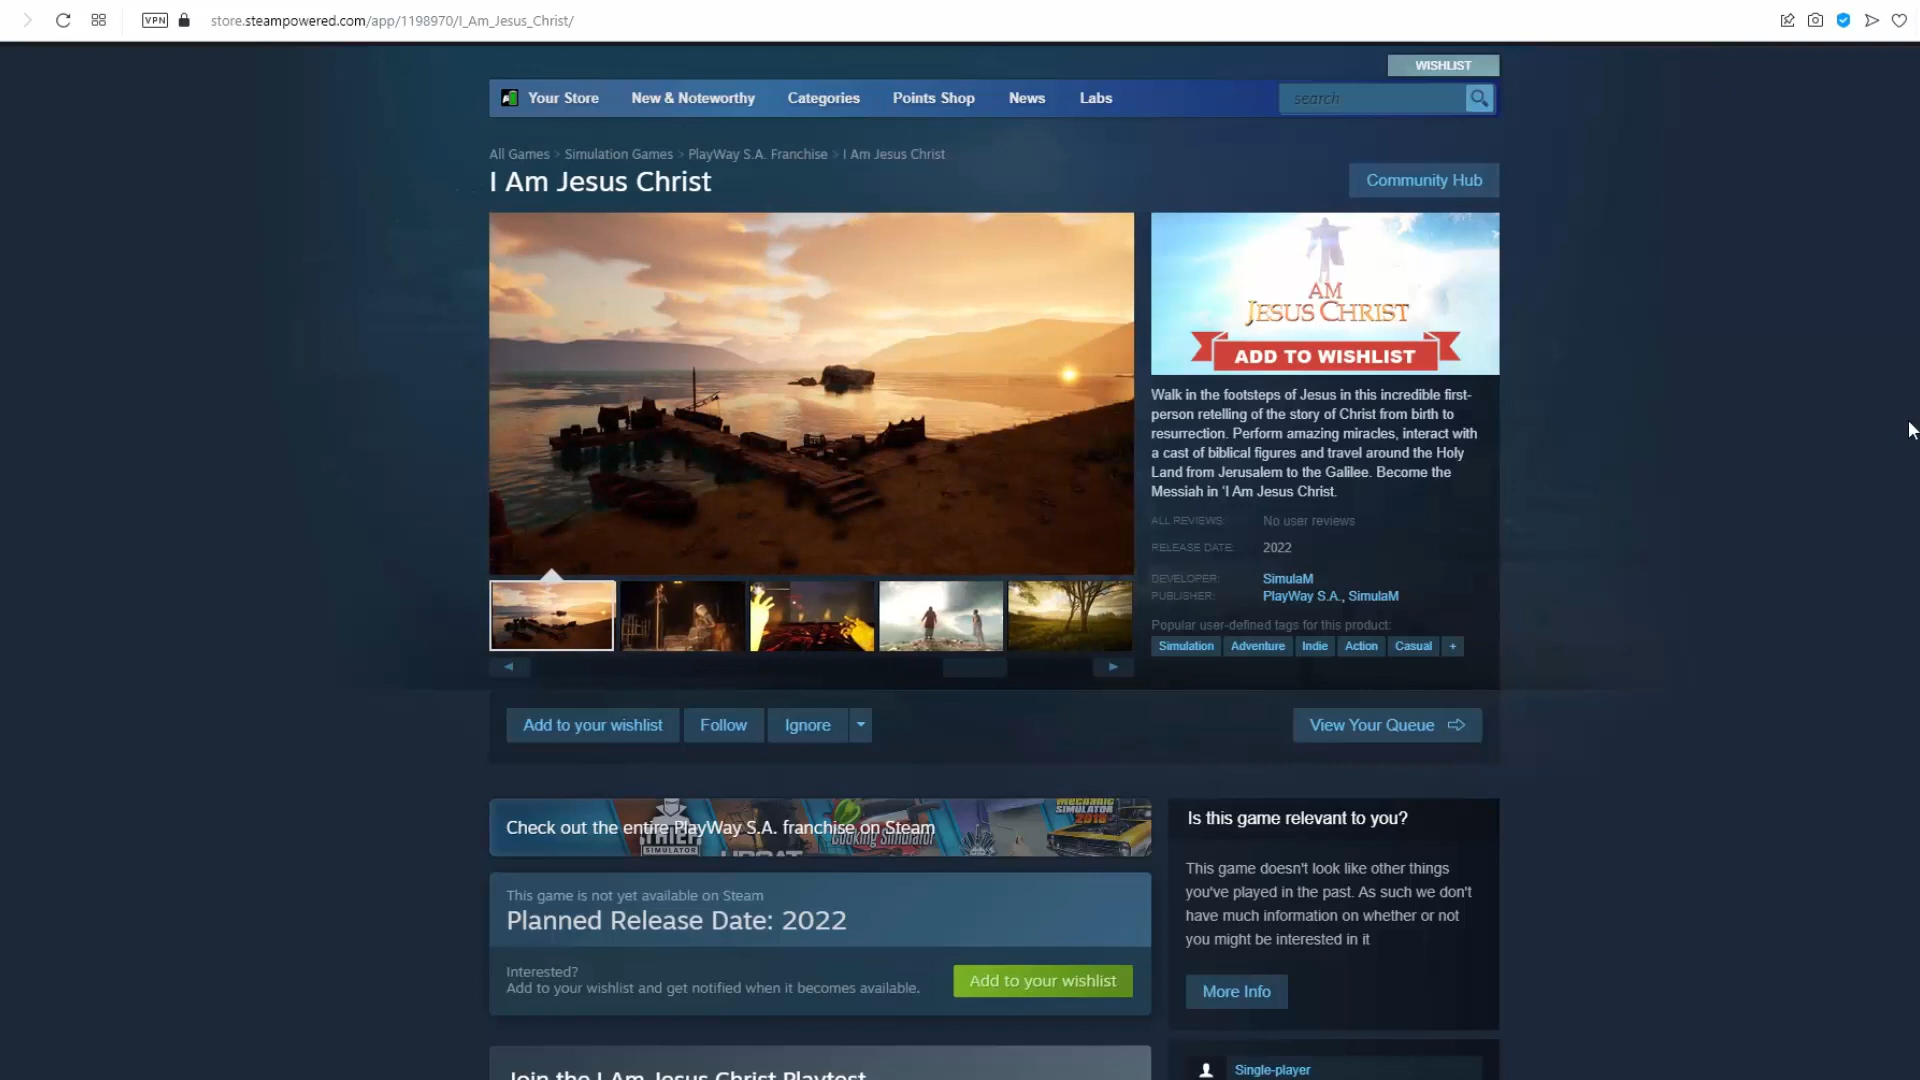 VPN
store.steampowered.com/app/1198970/I_Am_Jesus_Christ/
WISHLIST
Your Store
New & Noteworthy
Categories
Points Shop
News
Labs
search
All Games > Simulation Games > PlayWay S.A. Franchise > I Am Jesus Christ
I Am Jesus Christ
Community Hub
AM
JESUS CHRIST
ADD TO WISHLIST
Walk in the footsteps of Jesus in this incredible first-
person retelling of the story of Christ from birth to
resurrection. Perform amazing miracles, interact with
a cast of biblical figures and travel around the Holy
Land from Jerusalem to the Galilee. Become the
Messiah in ‘I Am Jesus Christ.
ALL REVIEWS: No user reviews
RELEASE DATE: 2022
DEVELOPER: SimulaM
PUBLISHER: PlayWay S.A., SimulaM
Popular user-defined tags for this product:
Simulation Adventure Indie Action Casual +
Add to your wishlist
Follow
Ignore
View Your Queue
Check out the entire PlayWay S.A. franchise on Steam
SIMULATOR
Cooking Simulator
MECHANIC
SIMULATOR
2018
This game is not yet available on Steam
Planned Release Date: 2022
Interested?
Add to your wishlist and get notified when it becomes available.
Add to your wishlist
Is this game relevant to you?
This game doesn't look like other things
you've played in the past. As such we don't
have much information on whether or not
you might be interested in it
More Info
Join the I Am Jesus Christ Playtest
Single-player